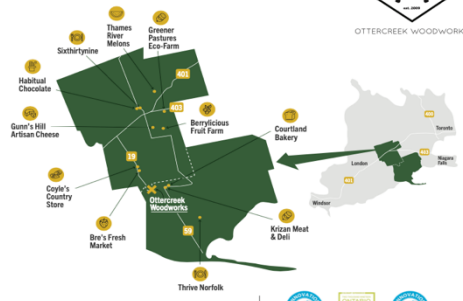 est. 2009
OTTERCREEK WOODWORK
Thames
River
Melons
Greener
Pastures
Eco-Farm
Sixthirtynine
401
Habitual
Chocolate
403
Gunn's Hill
Artisan Cheese
Berrylicious
Fruit Farm
Courtland
Bakery
Toronto
London
Niagara
Falls
401
Windsor
19
Coyle's
Country
Store
Ottercreek
Woodworks
Bre's Fresh
Market
Krizan Meat
& Deli
59
Thrive Norfolk